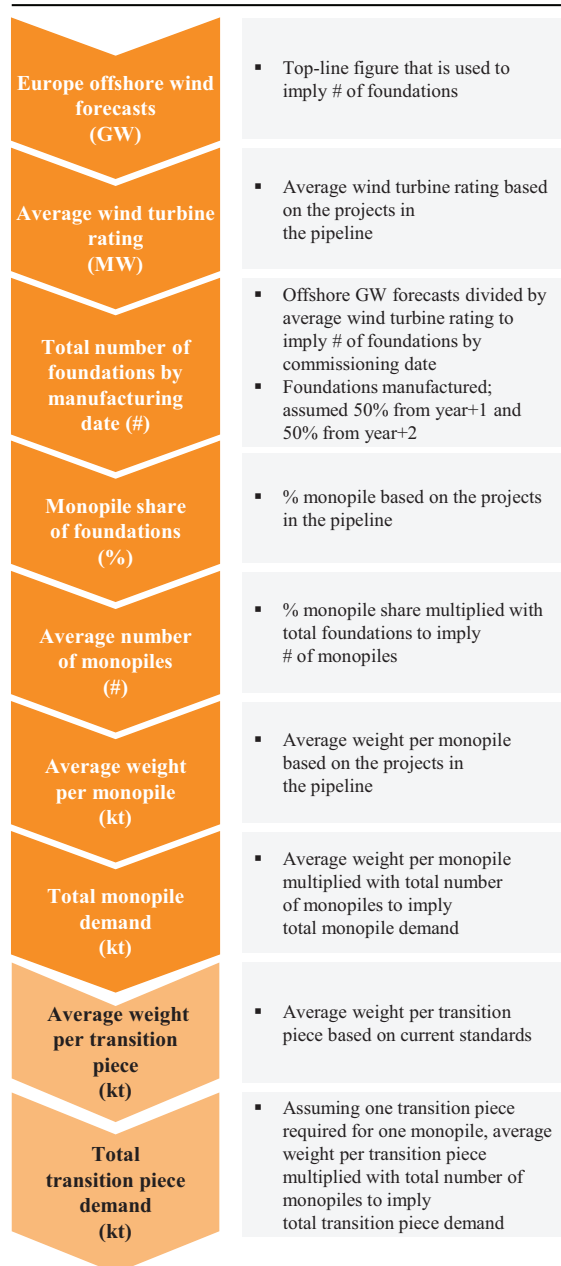 Europe offshore wind
forecasts
(GW)
▪ Top-line figure that is used to
imply # of foundations
Average wind turbine
rating
(MW)
▪ Average wind turbine rating based
on the projects in
the pipeline
Total number of
foundations by
manufacturing
date (#)
▪ Offshore GW forecasts divided by
average wind turbine rating to
imply # of foundations by
commissioning date
▪ Foundations manufactured;
assumed 50% from year+1 and
50% from year+2
Monopile share
of foundations
(%)
▪ % monopile based on the projects
in the pipeline
Average number
of monopiles
(#)
▪ % monopile share multiplied with
total foundations to imply
# of monopiles
Average weight
per monopile
(kt)
▪ Average weight per monopile
based on the projects in
the pipeline
Total monopile
demand
(kt)
▪ Average weight per monopile
multiplied with total number
of monopiles to imply
total monopile demand
Average weight
per transition
piece
(kt)
▪ Average weight per transition
piece based on current standards
Total
transition piece
demand
(kt)
▪ Assuming one transition piece
required for one monopile, average
weight per transition piece
multiplied with total number of
monopiles to imply
total transition piece demand